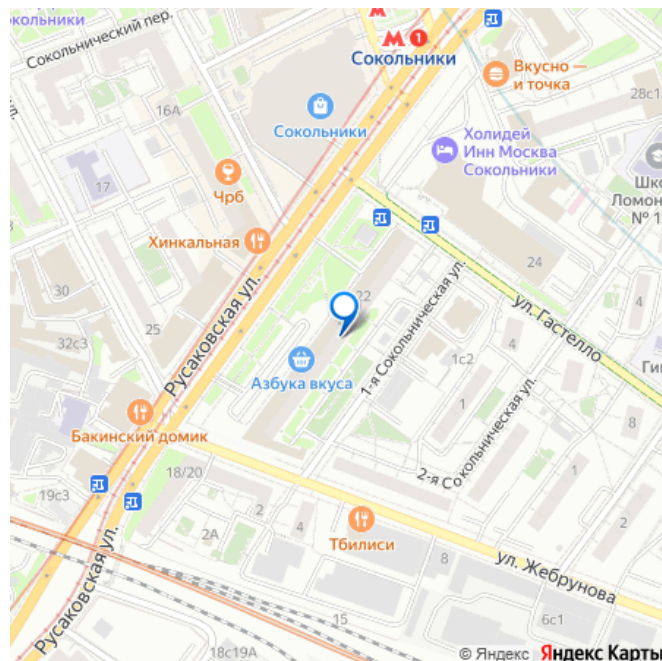 Сокольнический пер.
окольники
М 1
Сокольники
Вкусно —
и точка
28с1
16А
Сокольники
Холидей
Инн Москва
Сокольники
Шко
Ломон
№ 1
17
Чрб
Хинкальная
24
30
22
ул. Гастелло
25
Русаковская ул.
32с3
1-я Сокольническая ул.
4
4
1с2
Ги
Азбука вкуса
1
8
Бакинский домик
2-я Сокольническая ул.
18/20
1
19с3
2
4
2А
2
Тбилиси
8
ул. Жебрунова
Русаковская ул.
15
6с1
18с19А
© Яндекс Яндекс Карты